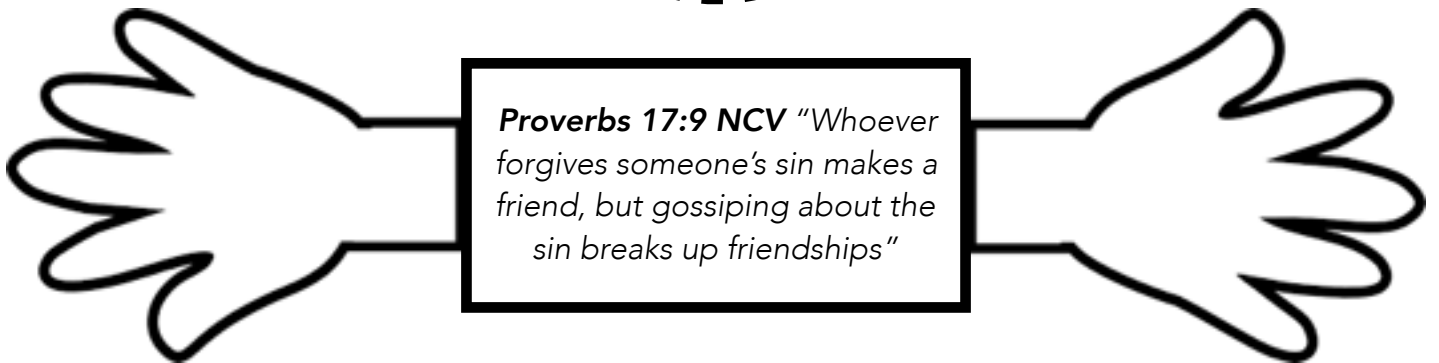 Proverbs 17:9 NCV “Whoever
forgives someone’s sin makes a
friend, but gossiping about the
sin breaks up friendships”